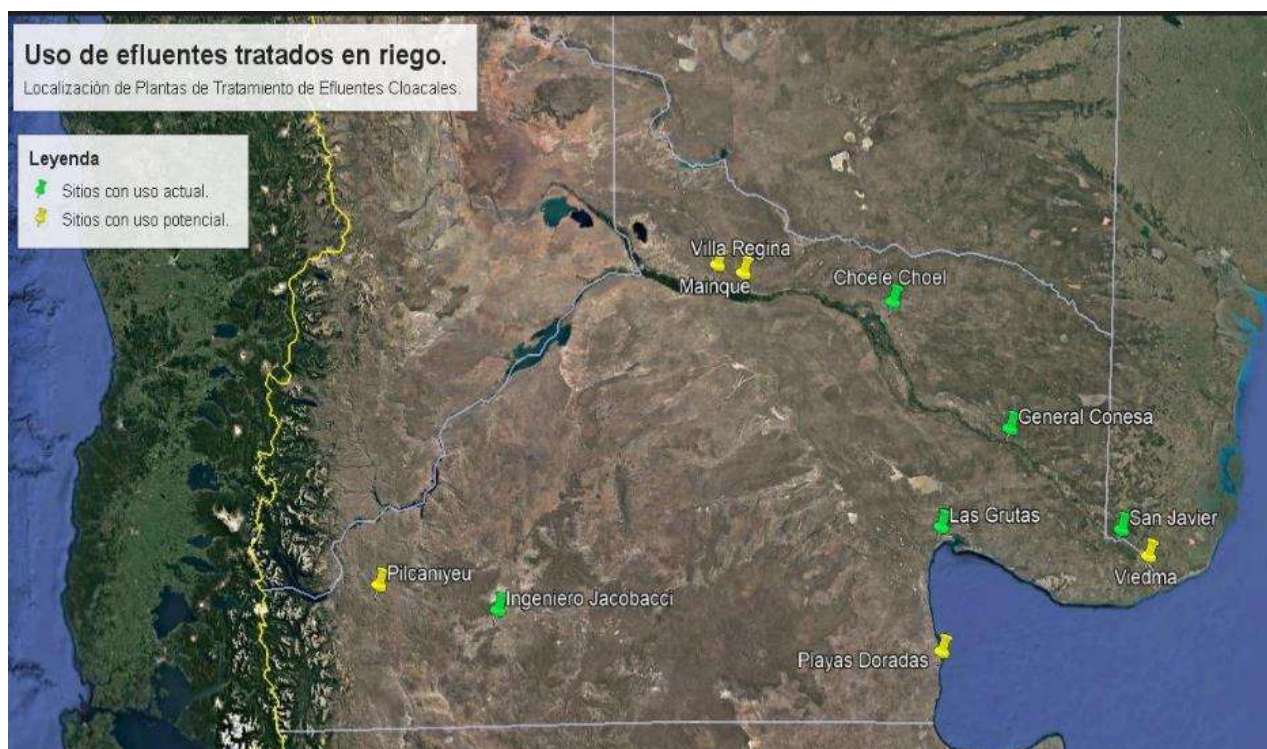 Uso de efluentes tratados en riego.
Localización de Plantas de Tratamiento de Efluentes Cloacales.
Leyenda
Sitios con uso actual.
Sitios con uso potencial.
Villa Regina
Mainque
Choele Choel
General Conesa
Las Grutas
San Javier
Viedma
Pilcaniyeu
Ingeniero Jacobacci
Playas Doradas